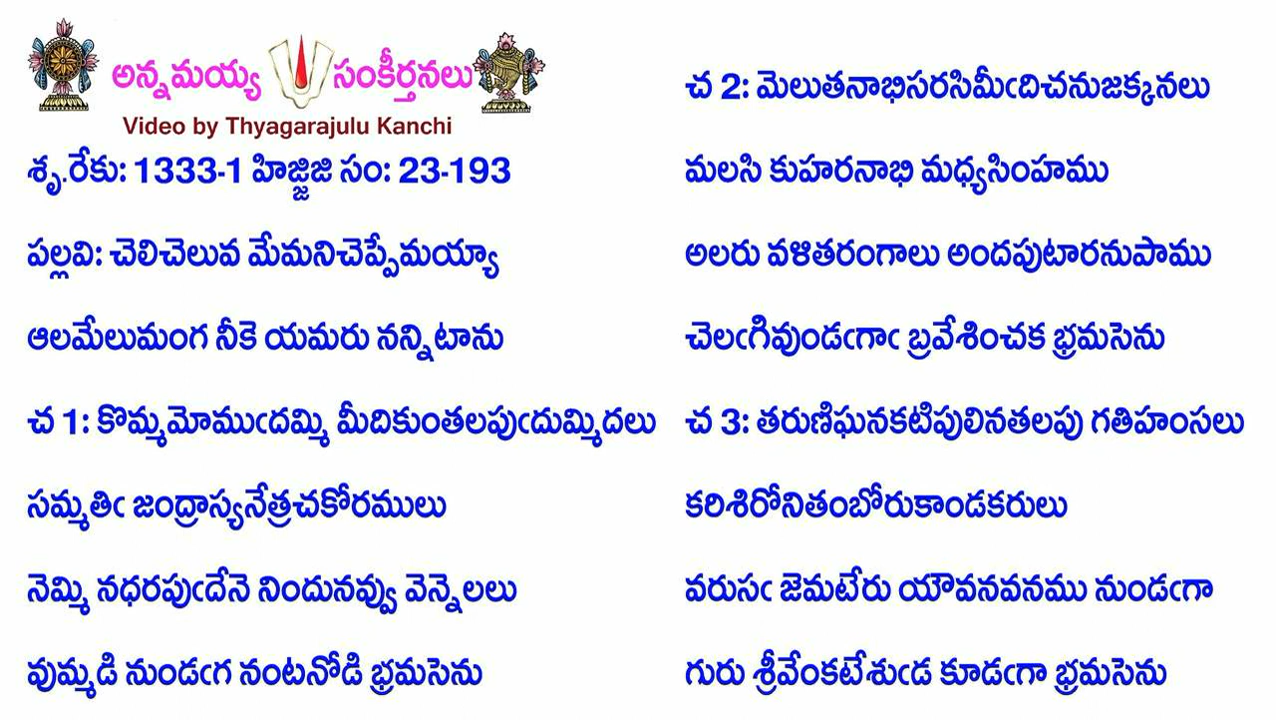 అన్నమయ్య సంకీర్తనలు
Video by Thyagarajulu Kanchi
శృ.రేకు: 1333-1 హిజ్జిజి సం: 23-193
పల్లవి: చెలిచెలువ మేమనిచెప్పేమయ్యా
ఆలమేలుమంగ నీకె యమరు నన్నిటాను
చ 1: కొమ్మమోముఁదమ్మి మీదికుంతలపుఁదుమ్మిదలు
సమ్మతిఁ జంద్రాస్యనేత్రచకోరములు
నెమ్మి నధరపుఁదేనె నిందునవ్వు వెన్నెలలు
వుమ్మడి నుండఁగ నంటనోడి భ్రమసెను
చ 2: మెలుతనాభిసరసిమీఁదిచనుజక్కనలు
మలసి కుహరనాభి మధ్యసింహము
అలరు వళితరంగాలు అందపుటారనుపాము
చెలఁగివుండఁగాఁ బ్రవేశించక భ్రమసెను
చ 3: తరుణిఘనకటిపులినతలపు గతిహంసలు
కరిశిరోనితంబోరుకాండకరులు
వరుసఁ జెమటేరు యౌవనవనము నుండఁగా
గురు శ్రీవేంకటేశుఁడ కూడఁగా భ్రమసెను